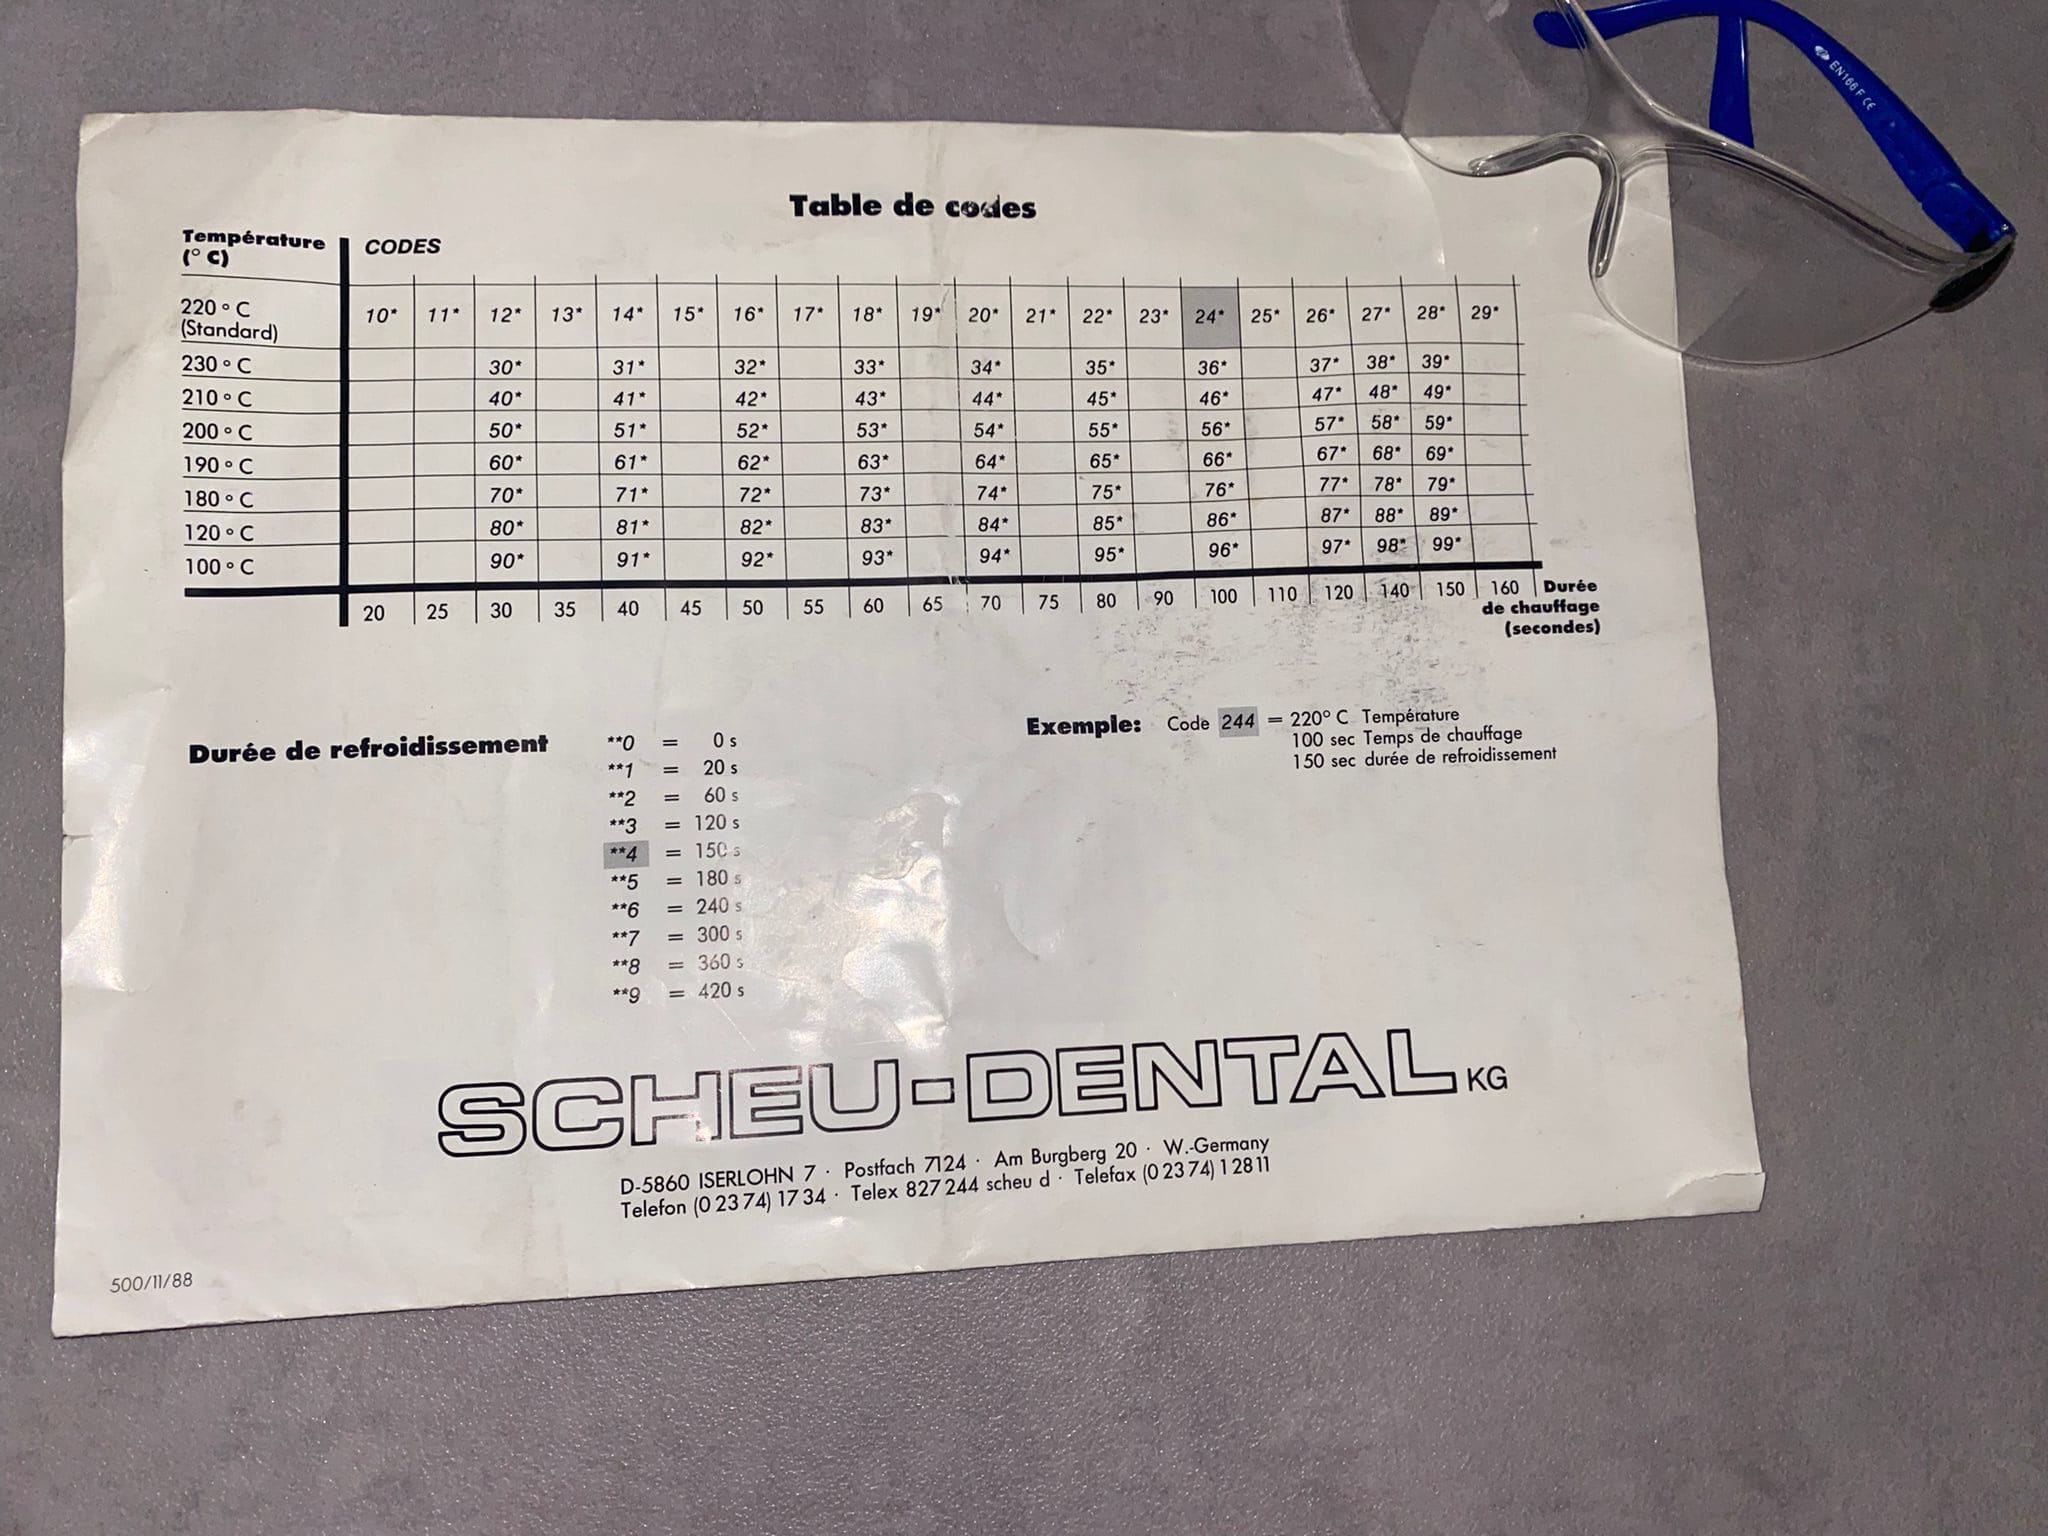 EN166 F CE
Table de codes
Température
(° C)
CODES
220° C
(Standard)
10* 11* 12* 13* 14* 15* 16* 17* 18* 19* 20* 21* 22* 23* 24* 25* 26* 27* 28* 29*
230° C 30* 31* 32* 33* 34* 35* 36* 37* 38* 39*
210° C 40* 41* 42* 43* 44* 45* 46* 47* 48* 49*
200° C 50* 51* 52* 53* 54* 55* 56* 57* 58* 59*
190° C 60* 61* 62* 63* 64* 65* 66* 67* 68* 69*
180° C 70* 71* 72* 73* 74* 75* 76* 77* 78* 79*
120° C 80* 81* 82* 83* 84* 85* 86* 87* 88* 89*
100° C 90* 91* 92* 93* 94* 95* 96* 97* 98* 99*
20 25 30 35 40 45 50 55 60 65 70 75 80 90 100 110 120 140 150 160 Durée
de chauffage
(secondes)
Durée de refroidissement
**0 = 0 s
**1 = 20 s
**2 = 60 s
**3 = 120 s
**4 = 150 s
**5 = 180 s
**6 = 240 s
**7 = 300 s
**8 = 360 s
**9 = 420 s
Exemple: Code 244 = 220° C Température
100 sec Temps de chauffage
150 sec durée de refroidissement
SCHEU-DENTAL KG
D-5860 ISERLOHN 7 · Postfach 7124 · Am Burgberg 20 · W.-Germany
Telefon (0 23 74) 17 34 · Telex 827 244 scheu d · Telefax (0 23 74) 1 28 11
500/11/88